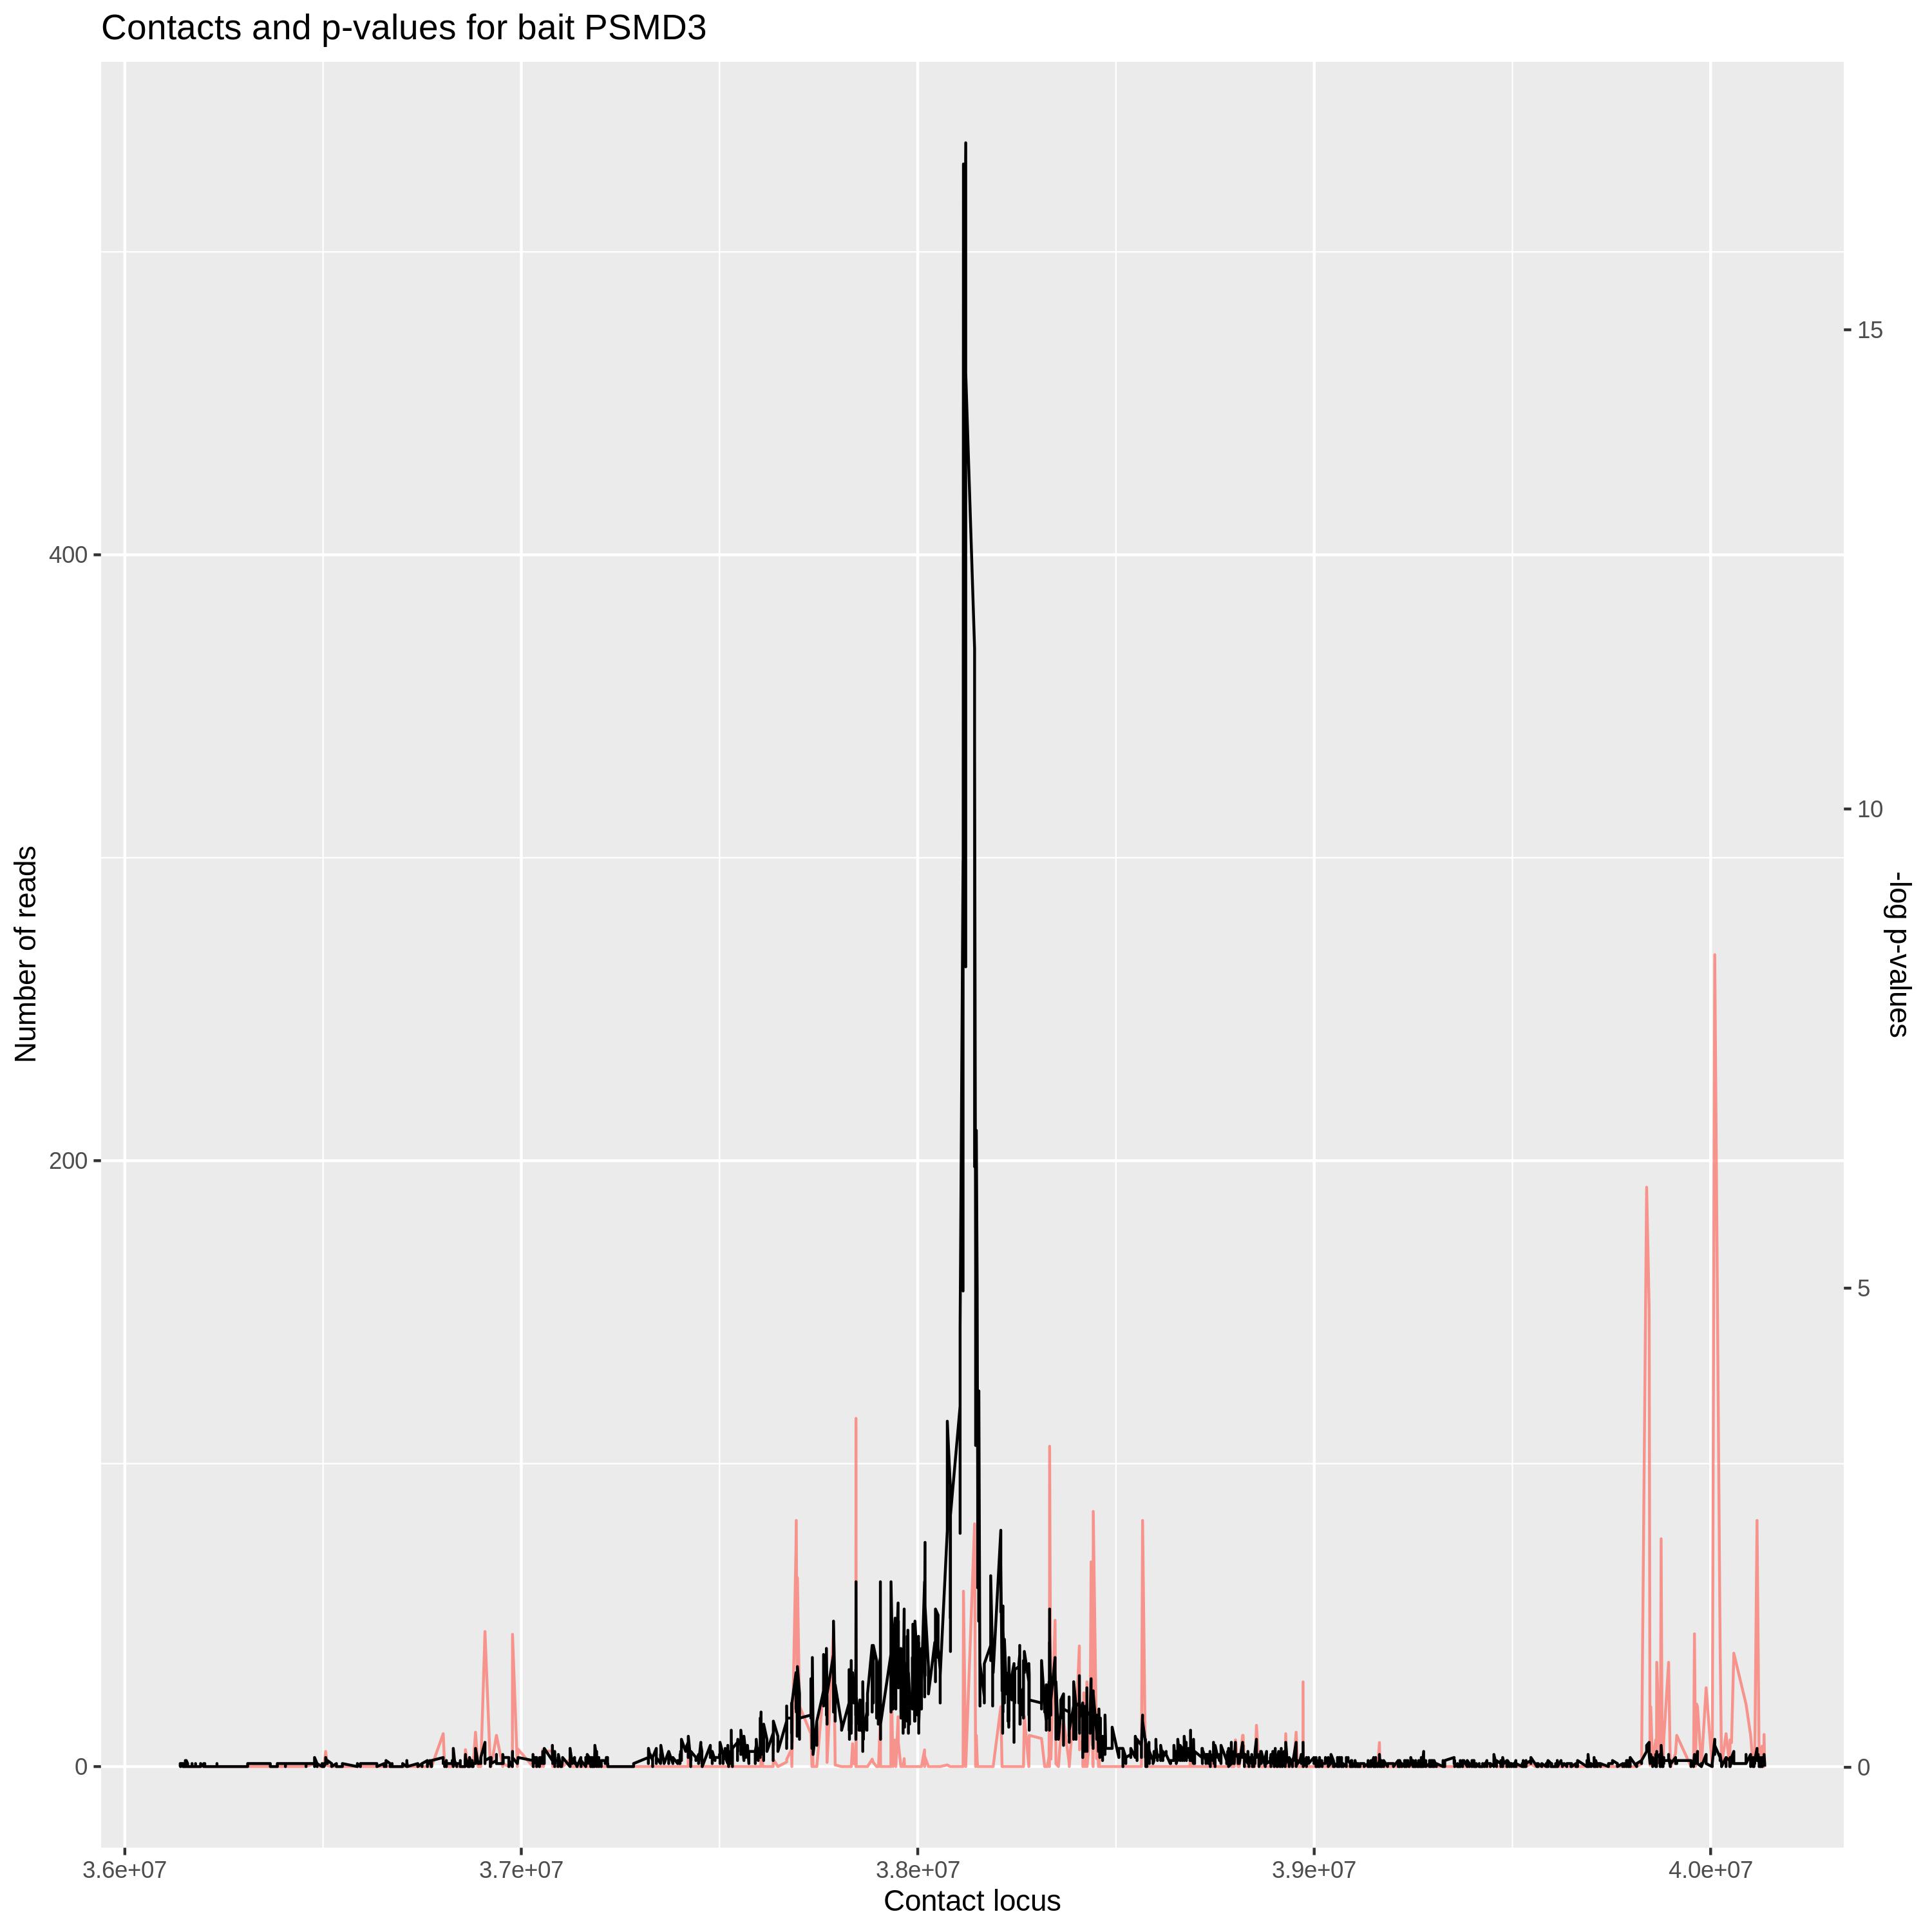 Contacts and p-values for bait PSMD3
Number of reads
400
200
0
15
10
5
0
-log p-values
3.6e+07 3.7e+07 3.8e+07 3.9e+07 4.0e+07
Contact locus